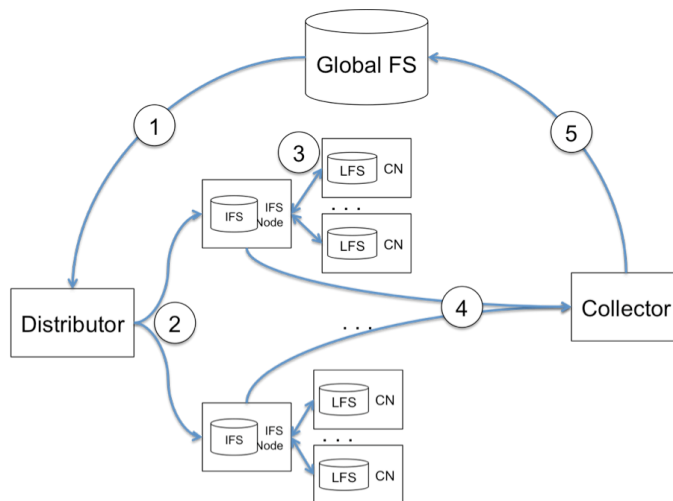 Global FS
1
5
3
LFS CN
. . .
IFS
IFS
Node
LFS CN
Distributor
2
4
Collector
. . .
LFS CN
IFS
IFS
Node
. . .
LFS CN